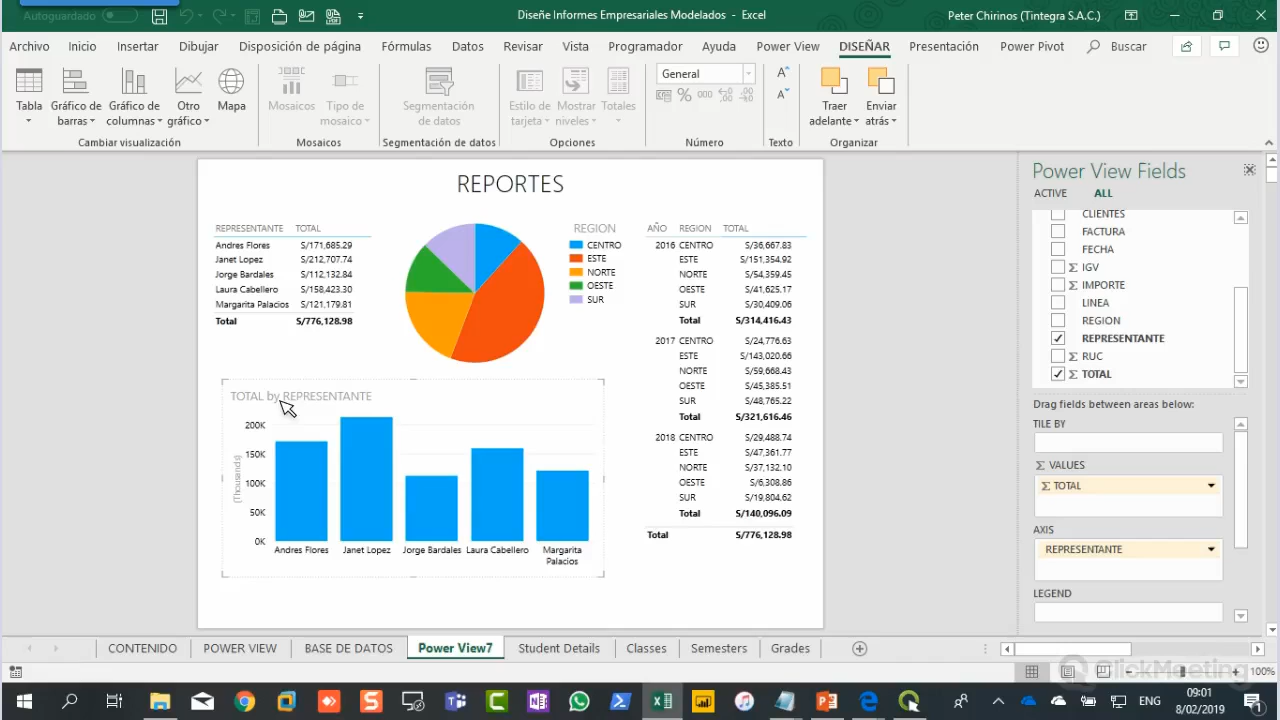 Autoguardado
Diseñe Informes Empresariales Modelados - Excel
Peter Chirinos (Tintegra S.A.C.)
Archivo Inicio Insertar Dibujar Disposición de página Fórmulas Datos Revisar Vista Programador Ayuda Power View DISEÑAR Presentación Power Pivot Buscar
Tabla
Gráfico de barras
Gráfico de columnas
Otro gráfico
Mapa
Mosaicos
Tipo de mosaico
Segmentación de datos
Estilo de tarjeta
Mostrar niveles
Totales
General
% 000
Traer adelante
Enviar atrás
Cambiar visualización
Mosaicos
Segmentación de datos
Opciones
Número
Texto
Organizar
REPORTES
REPRESENTANTE TOTAL
Andres Flores S/171,685.29
Janet Lopez S/212,707.74
Jorge Bardales S/112,132.84
Laura Cabellero S/158,423.30
Margarita Palacios S/121,179.81
Total S/776,128.98
REGION
CENTRO
ESTE
NORTE
OESTE
SUR
AÑO REGION TOTAL
2016 CENTRO S/36,667.83
ESTE S/151,354.92
NORTE S/54,359.45
OESTE S/41,625.17
SUR S/30,409.06
Total S/314,416.43
2017 CENTRO S/24,776.63
ESTE S/143,020.66
NORTE S/59,668.43
OESTE S/45,385.51
SUR S/48,765.22
Total S/321,616.46
2018 CENTRO S/29,488.74
ESTE S/47,361.77
NORTE S/37,132.10
OESTE S/6,308.86
SUR S/19,804.62
Total S/140,096.09
Total S/776,128.98
TOTAL by REPRESENTANTE
(Thousands)
200K
150K
100K
50K
0K
Andres Flores Janet Lopez Jorge Bardales Laura Cabellero Margarita
Palacios
Power View Fields
ACTIVE ALL
CLIENTES
FACTURA
FECHA
Σ IGV
Σ IMPORTE
LINEA
REGION
REPRESENTANTE
Σ RUC
Σ TOTAL
Drag fields between areas below:
TILE BY
Σ VALUES
Σ TOTAL
AXIS
REPRESENTANTE
LEGEND
CONTENIDO POWER VIEW BASE DE DATOS Power View7 Student Details Classes Semesters Grades
ClickMeeting
100%
ENG
09:01
8/02/2019